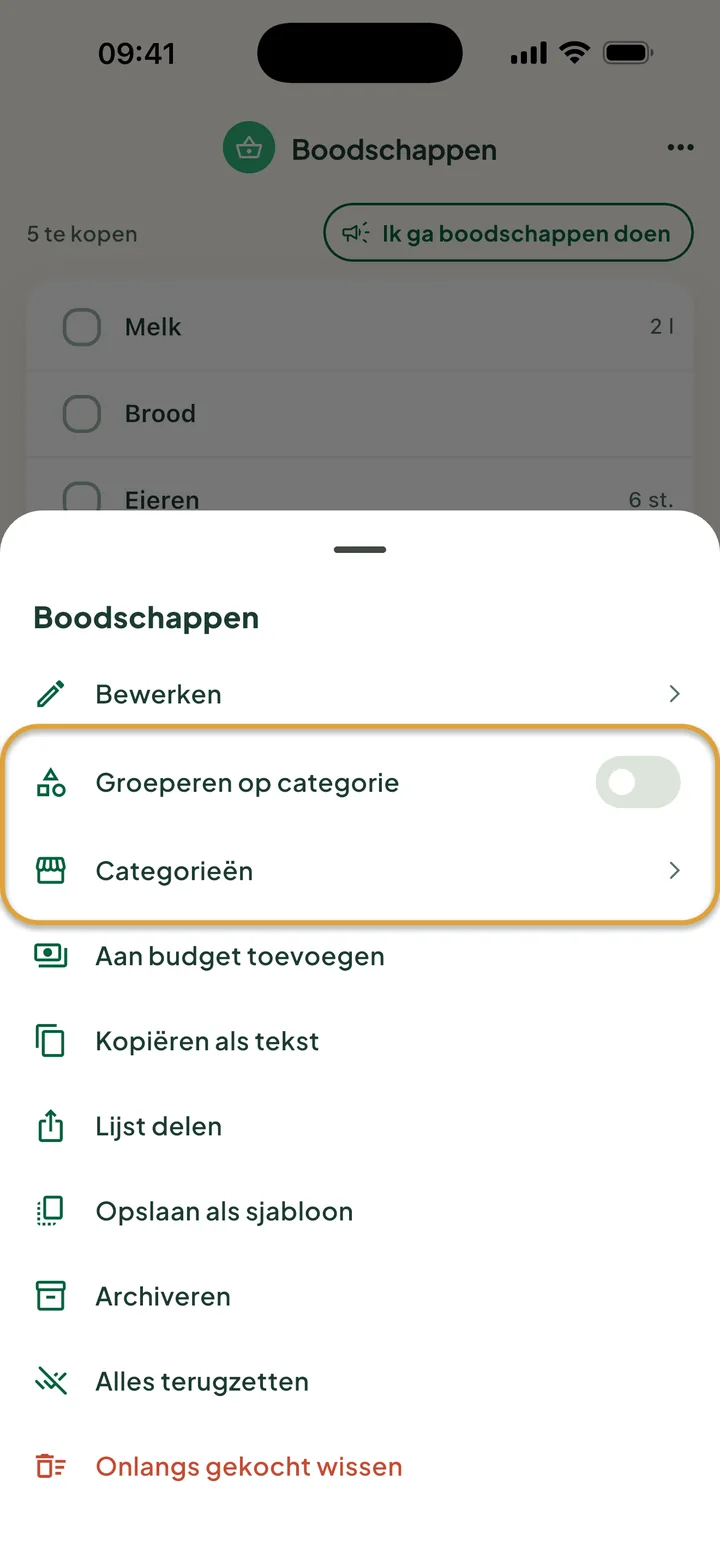 09:41
Boodschappen
5 te kopen
Ik ga boodschappen doen
Melk 2 l
Brood
Eieren 6 st.
Boodschappen
Bewerken
Groeperen op categorie
Categorieën
Aan budget toevoegen
Kopiëren als tekst
Lijst delen
Opslaan als sjabloon
Archiveren
Alles terugzetten
Onlangs gekocht wissen